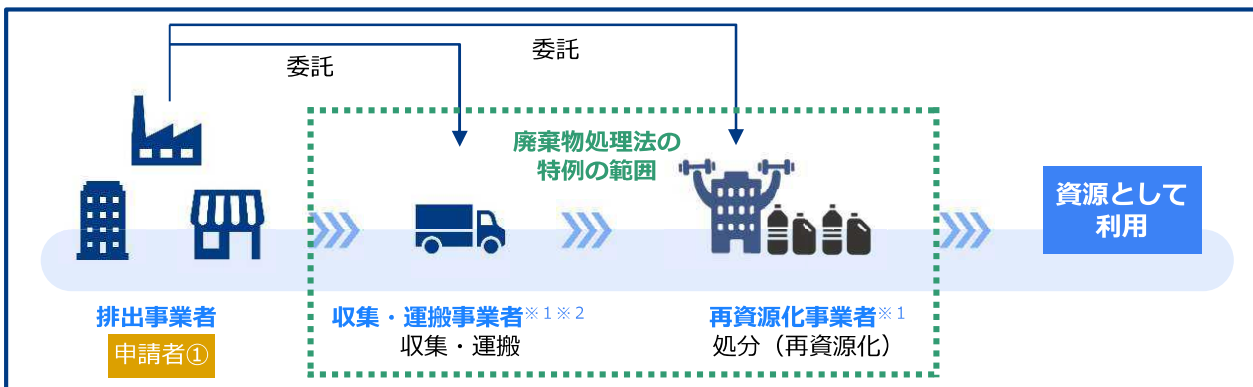 委託
委託
廃棄物処理法の
特例の範囲
資源として
利用
排出事業者
申請者①
収集・運搬事業者※1※2
収集・運搬
再資源化事業者※1
処分（再資源化）